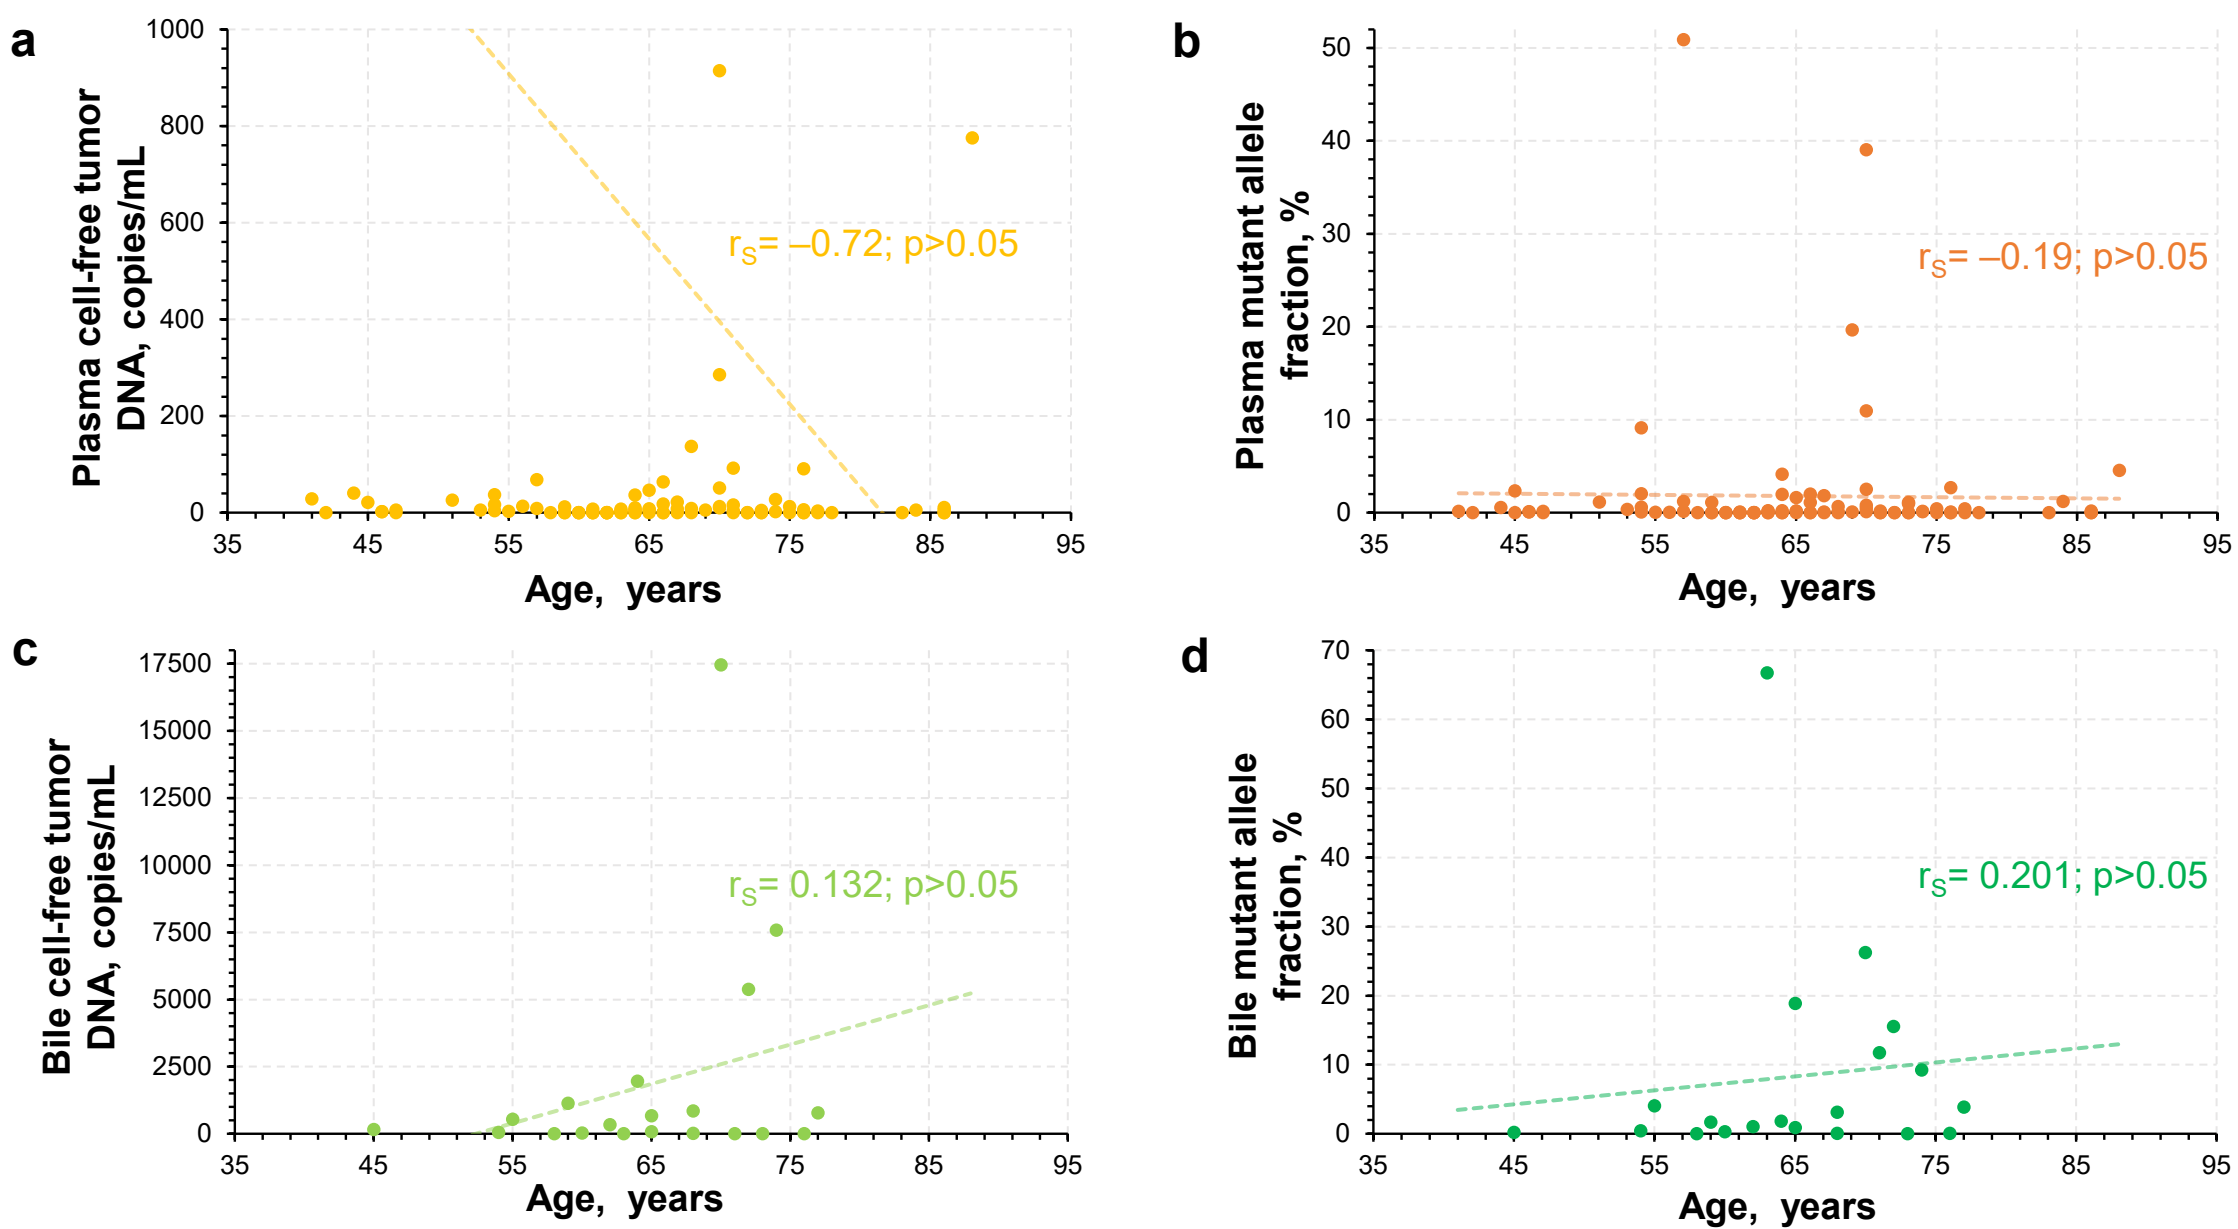 a
1000
800
600
400
200
0
35 45 55 65 75 85 95
Plasma cell-free tumor
DNA, copies/mL
Age, years
rS= –0.72; p>0.05
b
50
40
30
20
10
0
35 45 55 65 75 85 95
Plasma mutant allele
fraction, %
Age, years
rS= –0.19; p>0.05
c
17500
15000
12500
10000
7500
5000
2500
0
35 45 55 65 75 85 95
Bile cell-free tumor
DNA, copies/mL
Age, years
rS= 0.132; p>0.05
d
70
60
50
40
30
20
10
0
35 45 55 65 75 85 95
Bile mutant allele
fraction, %
Age, years
rS= 0.201; p>0.05